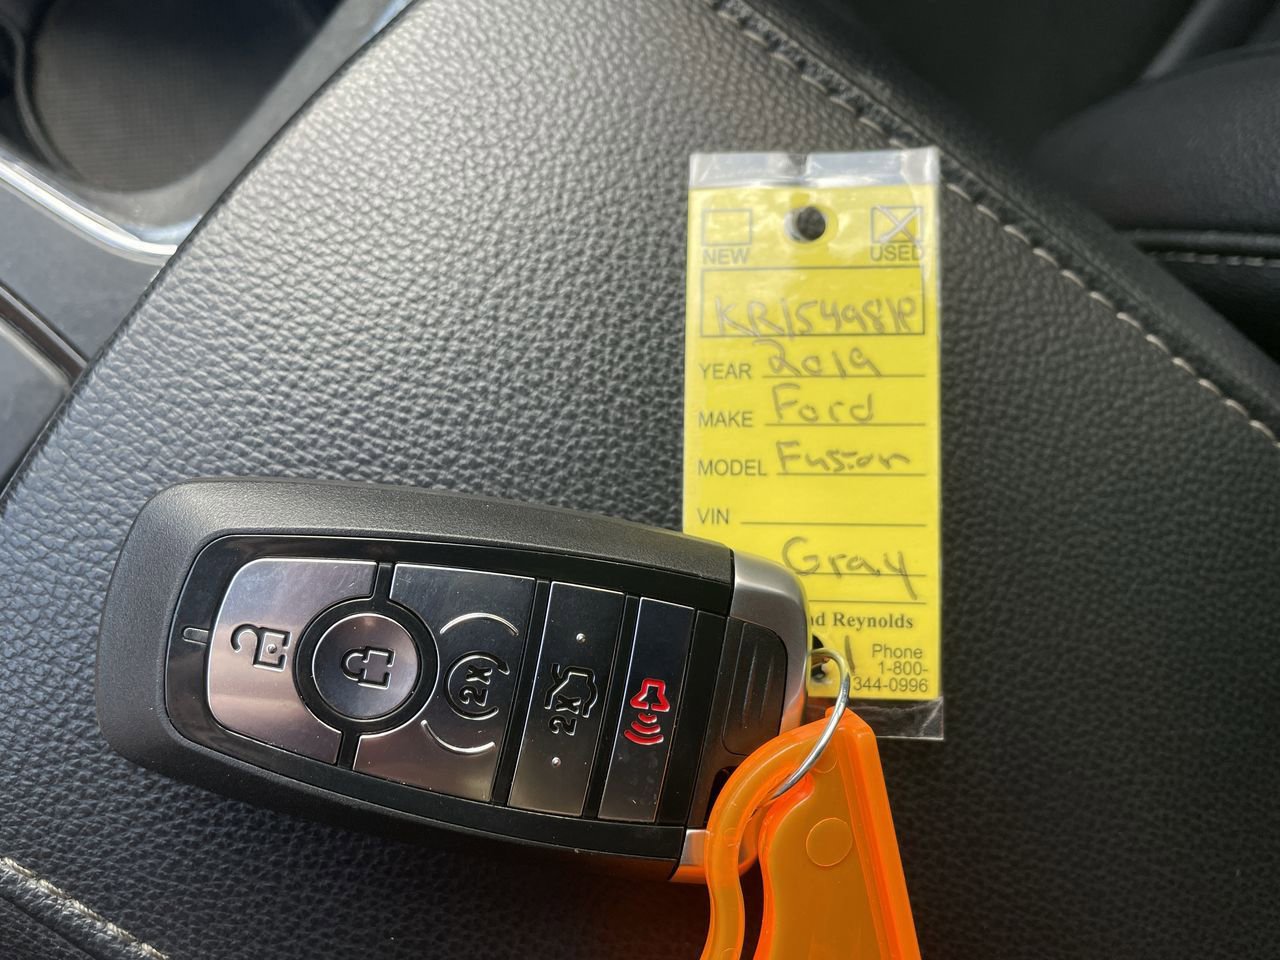 NEW USED
KR154981P
YEAR 2019
MAKE Ford
MODEL Fusion
VIN
Gray
nd Reynolds
Phone
1-800-
344-0996
(2x)
2x